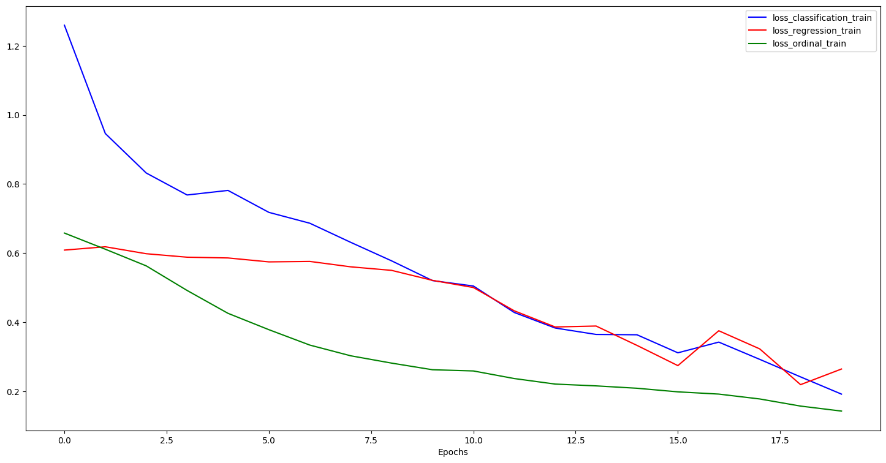 loss_classification_train
loss_regression_train
loss_ordinal_train
1.2
1.0
0.8
0.6
0.4
0.2
0.0 2.5 5.0 7.5 10.0 12.5 15.0 17.5
Epochs